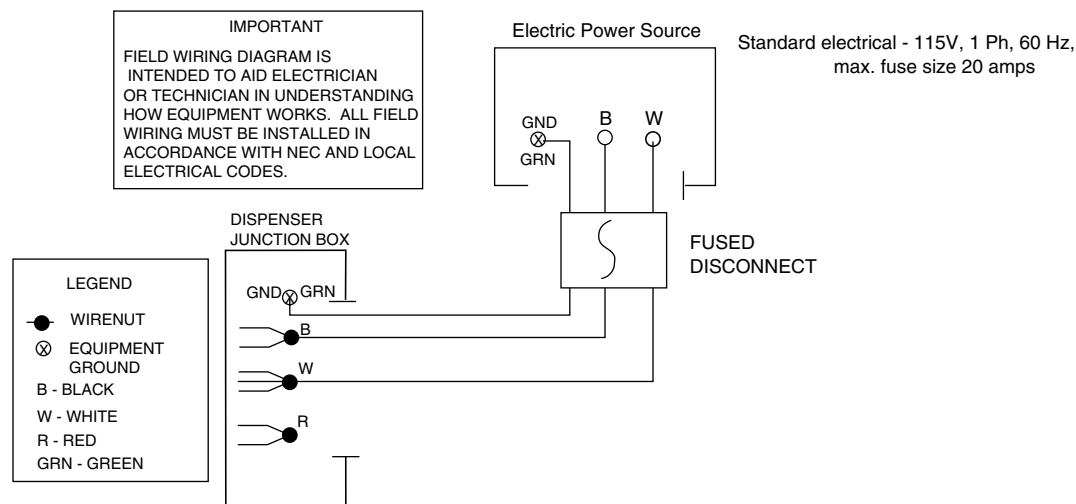 IMPORTANT
FIELD WIRING DIAGRAM IS
INTENDED TO AID ELECTRICIAN
OR TECHNICIAN IN UNDERSTANDING
HOW EQUIPMENT WORKS. ALL FIELD
WIRING MUST BE INSTALLED IN
ACCORDANCE WITH NEC AND LOCAL
ELECTRICAL CODES.
Electric Power Source
Standard electrical - 115V, 1 Ph, 60 Hz,
max. fuse size 20 amps
GND
B
W
GRN
FUSED
DISCONNECT
DISPENSER
JUNCTION BOX
GND
GRN
B
W
R
LEGEND
WIRENUT
EQUIPMENT
GROUND
B - BLACK
W - WHITE
R - RED
GRN - GREEN